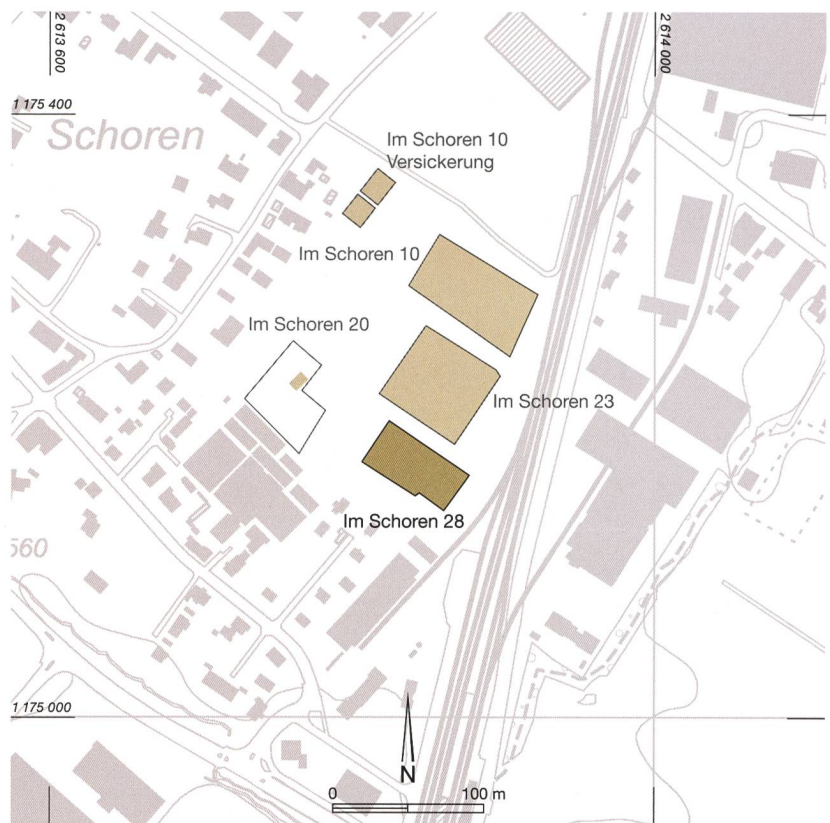 2 613 600
2 614 000
1 175 400
Schoren
Im Schoren 10
Versickerung
Im Schoren 10
Im Schoren 20
Im Schoren 23
Im Schoren 28
560
1 175 000
N
0 100 m